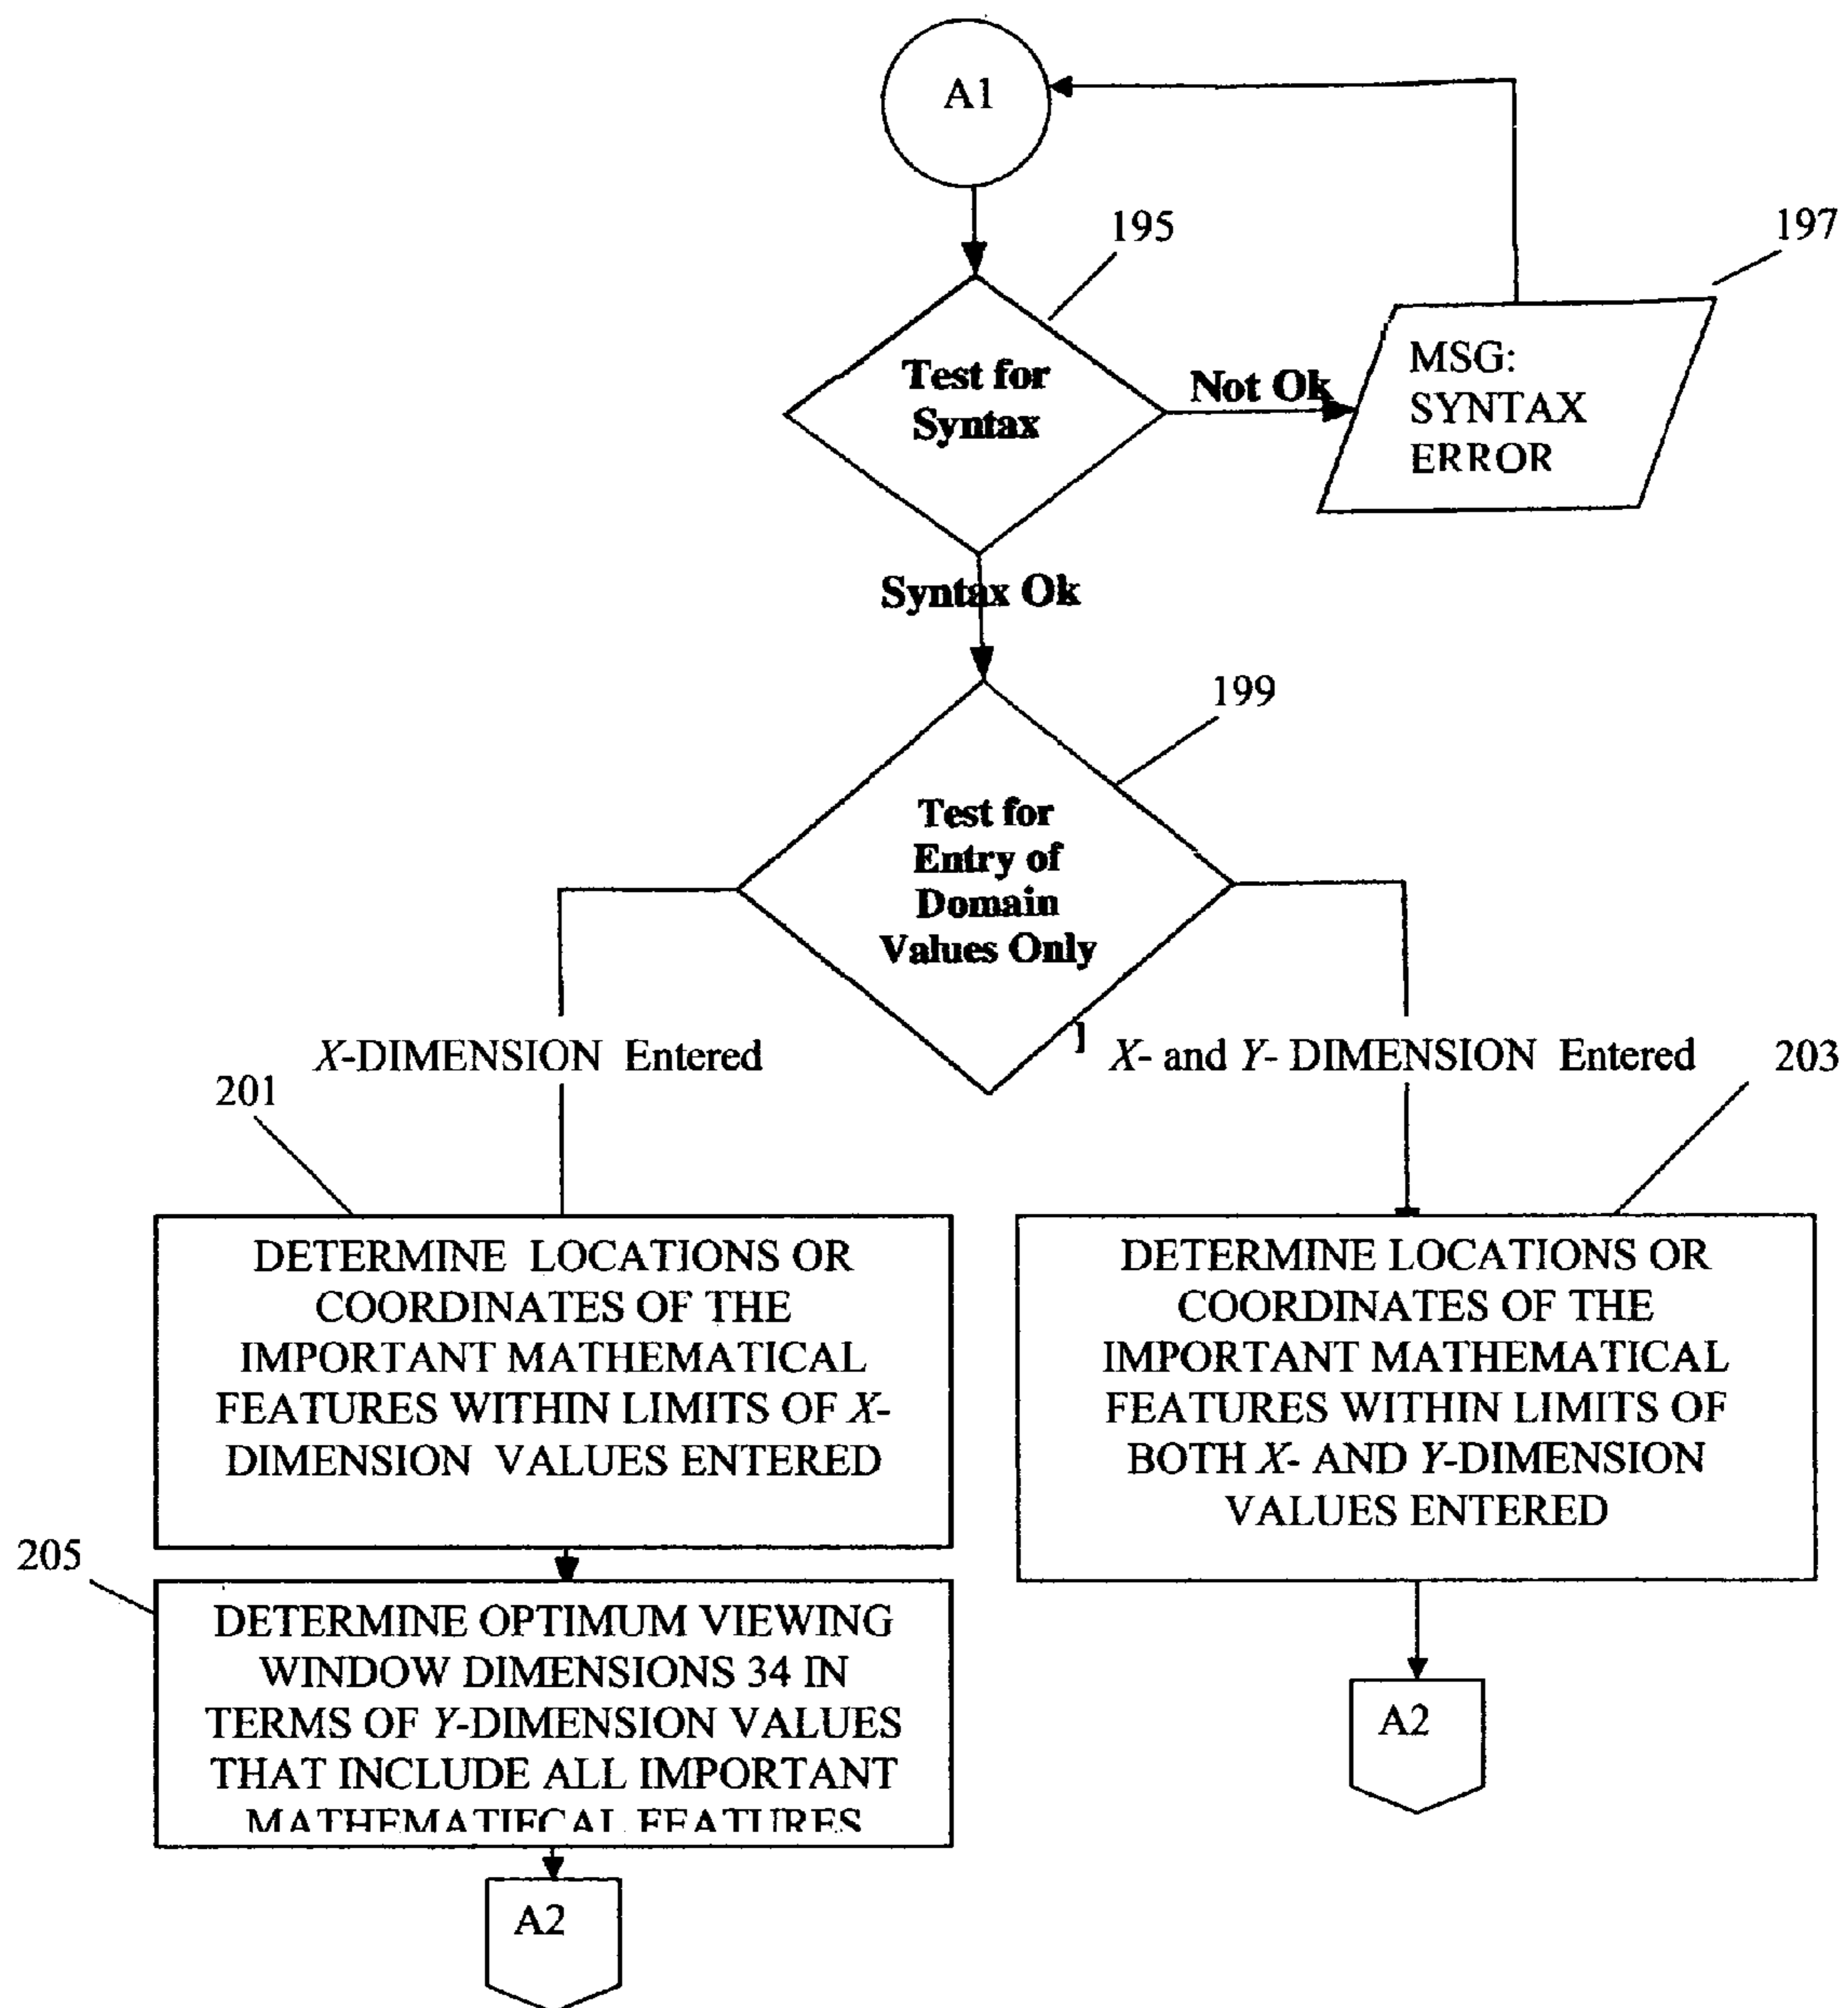 A1
195
197
Test for
Syntax
Not Ok
MSG:
SYNTAX
ERROR
Syntax Ok
199
Test for
Entry of
Domain
Values Only
]
X-DIMENSION Entered
X- and Y- DIMENSION Entered
203
201
DETERMINE LOCATIONS OR
COORDINATES OF THE
IMPORTANT MATHEMATICAL
FEATURES WITHIN LIMITS OF X-
DIMENSION VALUES ENTERED
DETERMINE LOCATIONS OR
COORDINATES OF THE
IMPORTANT MATHEMATICAL
FEATURES WITHIN LIMITS OF
BOTH X- AND Y-DIMENSION
VALUES ENTERED
205
DETERMINE OPTIMUM VIEWING
WINDOW DIMENSIONS 34 IN
TERMS OF Y-DIMENSION VALUES
THAT INCLUDE ALL IMPORTANT
MATHEMATIECAL FEATURES
A2
A2